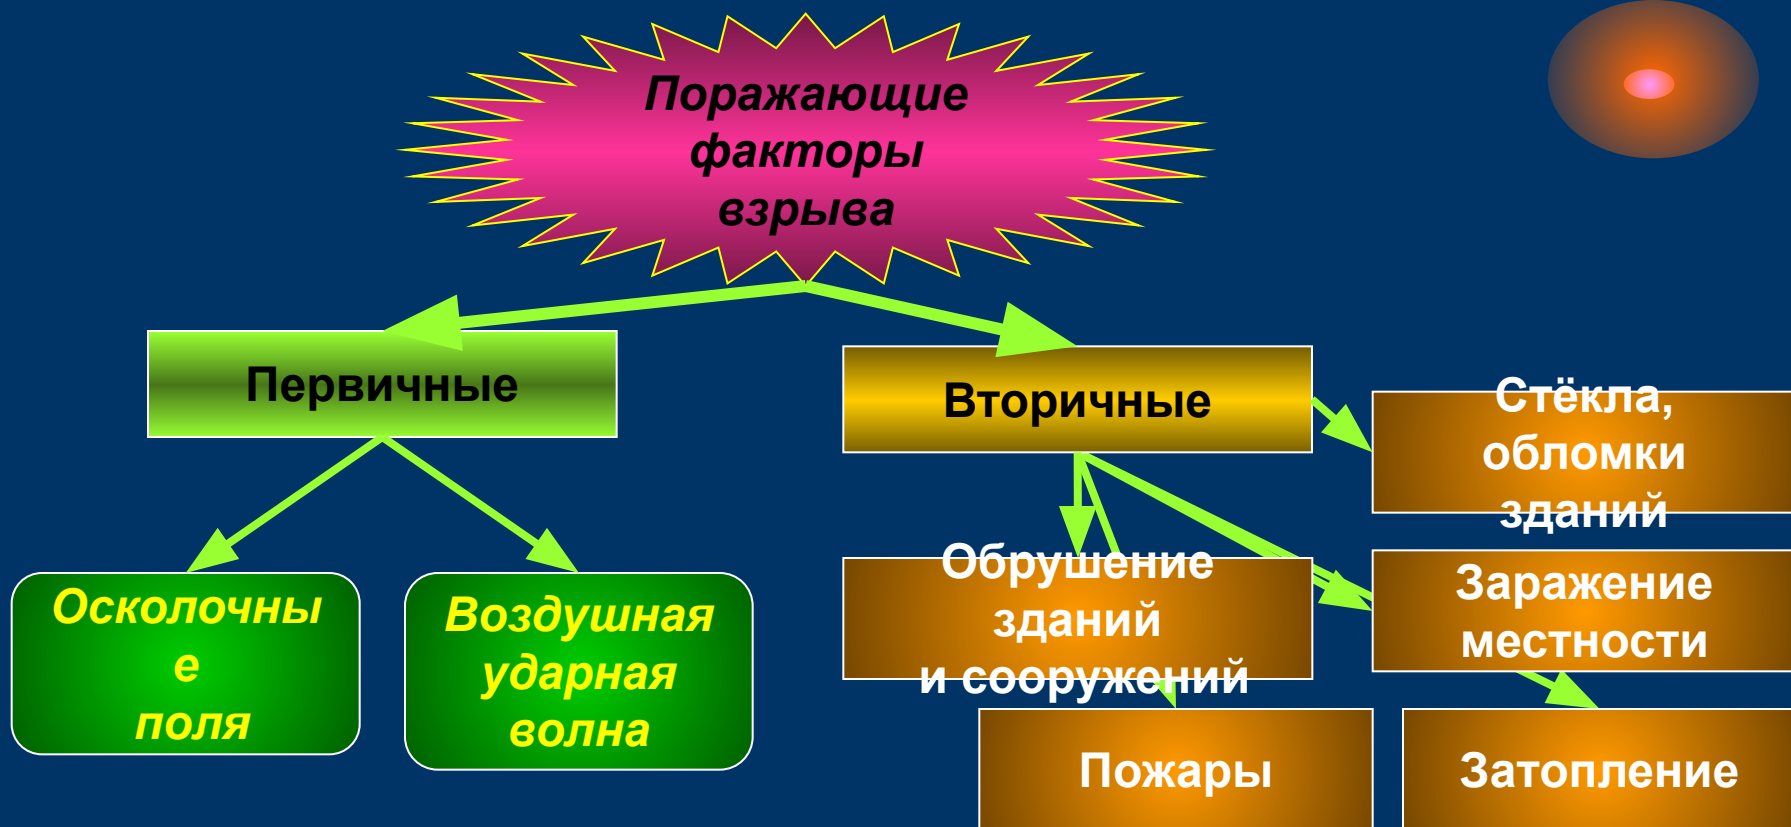 Поражающие
факторы
взрыва
Первичные
Вторичные
Стёкла,
обломки
зданий
Осколочны
е
поля
Воздушная
ударная
волна
Обрушение
зданий
и сооружений
Заражение
местности
Пожары
Затопление